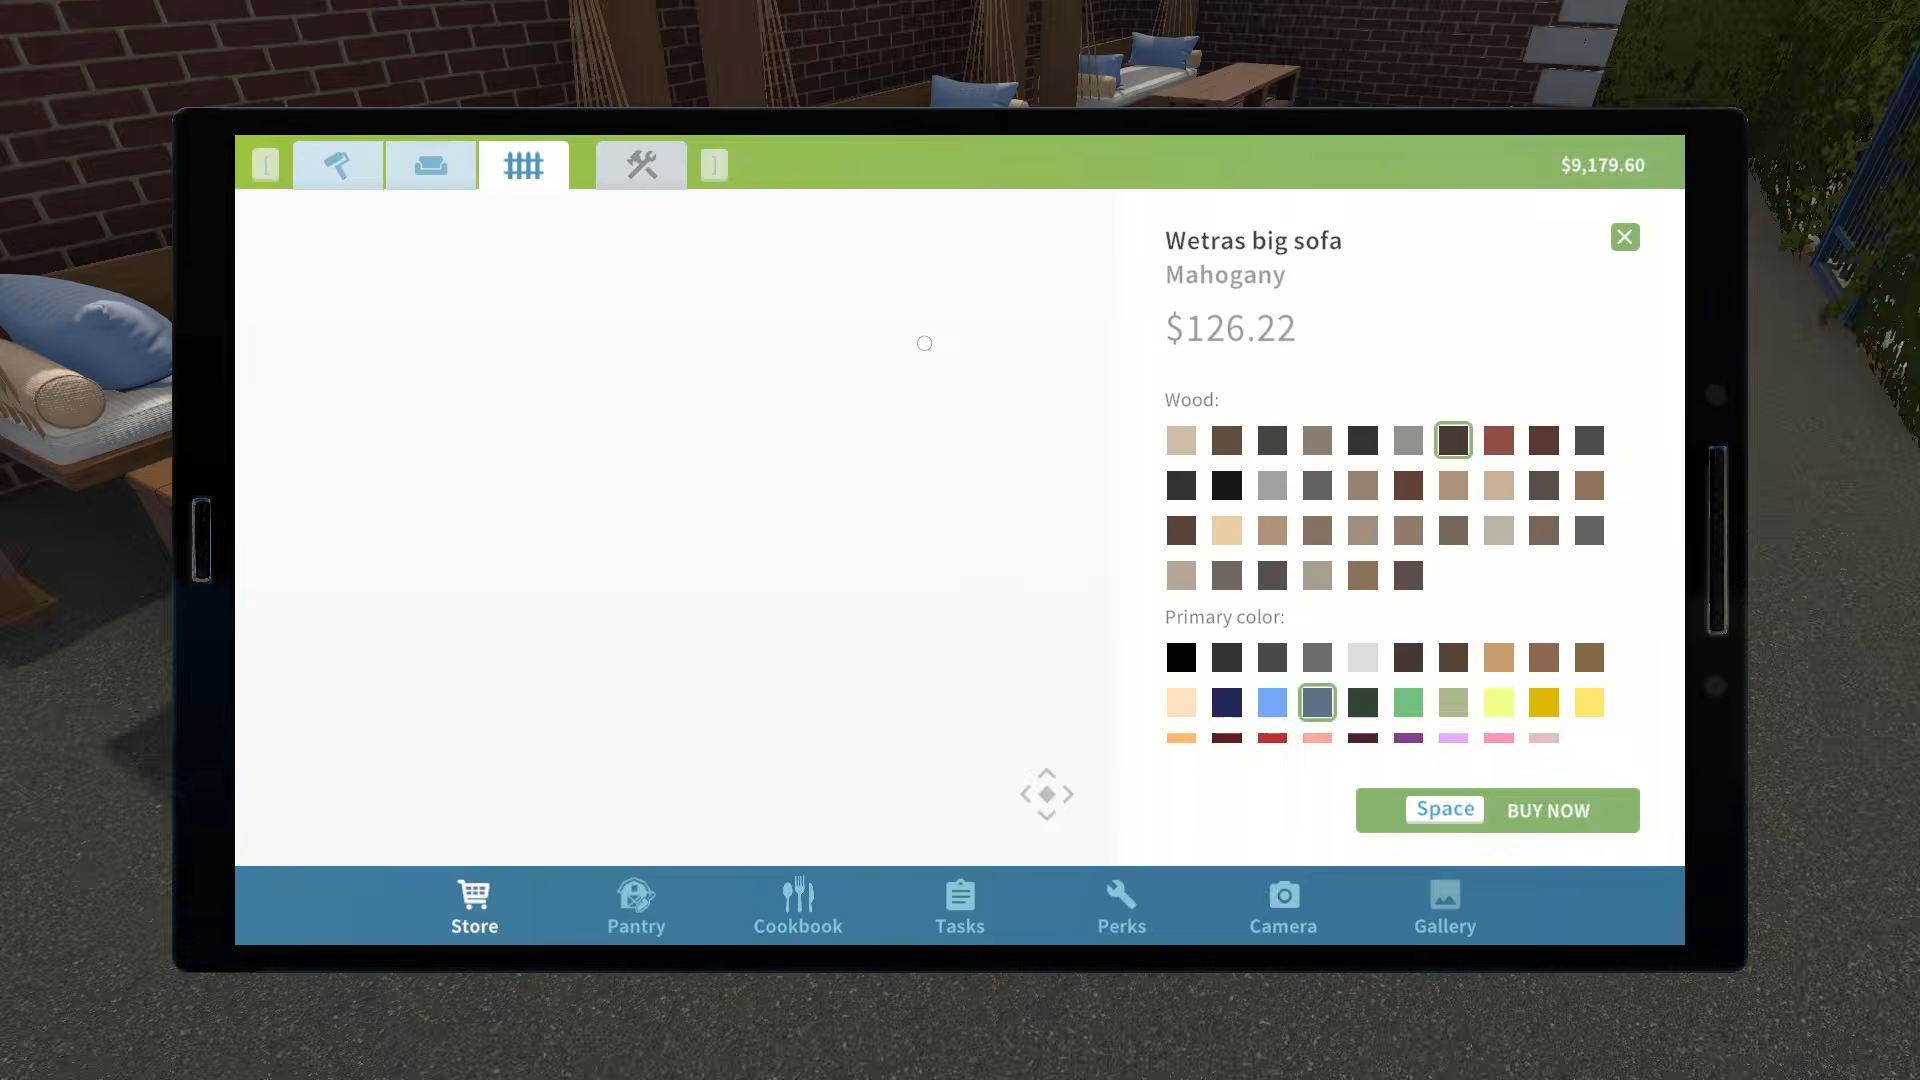 [
]
$9,179.60
Wetras big sofa
Mahogany
$126.22
Wood:
Primary color:
Space BUY NOW
Store
Pantry
Cookbook
Tasks
Perks
Camera
Gallery